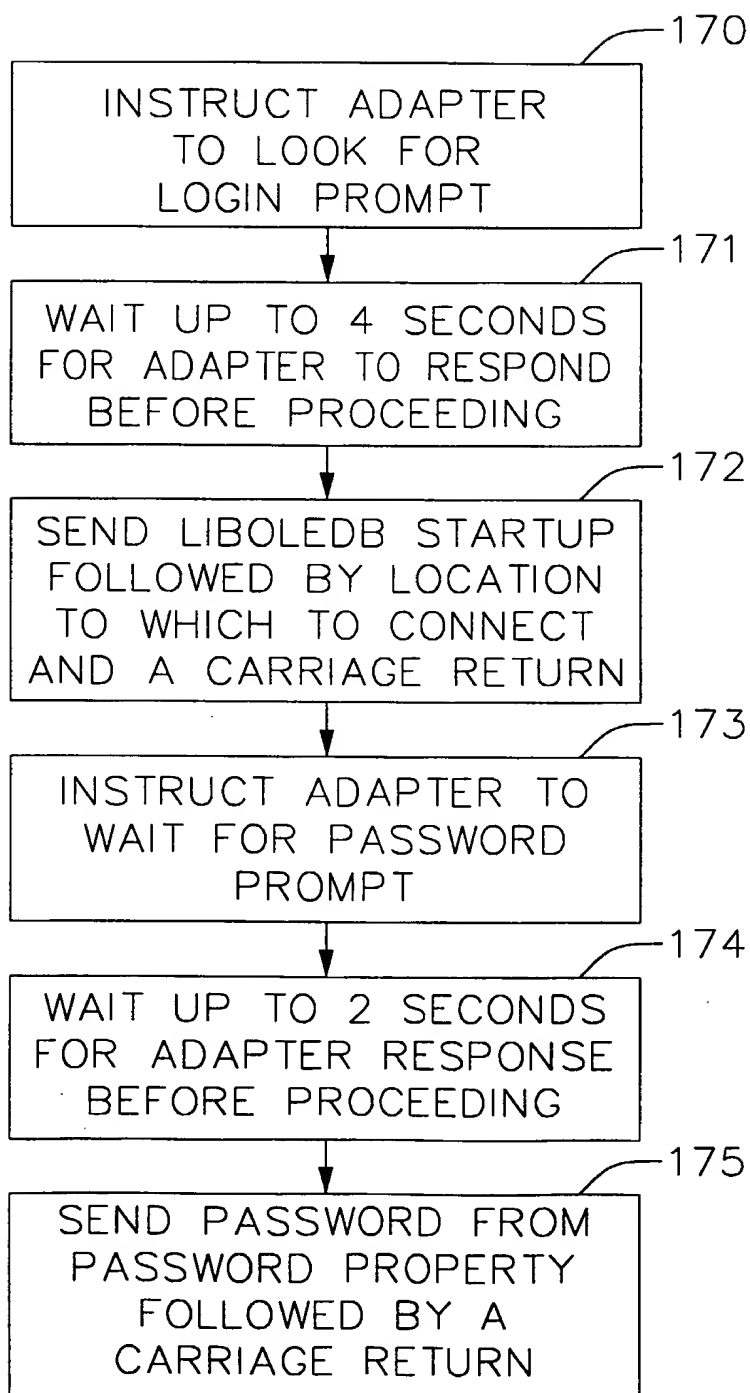 170
INSTRUCT ADAPTER
TO LOOK FOR
LOGIN PROMPT
171
WAIT UP TO 4 SECONDS
FOR ADAPTER TO RESPOND
BEFORE PROCEEDING
172
SEND LIBOLEDB STARTUP
FOLLOWED BY LOCATION
TO WHICH TO CONNECT
AND A CARRIAGE RETURN
173
INSTRUCT ADAPTER TO
WAIT FOR PASSWORD
PROMPT
174
WAIT UP TO 2 SECONDS
FOR ADAPTER RESPONSE
BEFORE PROCEEDING
175
SEND PASSWORD FROM
PASSWORD PROPERTY
FOLLOWED BY A
CARRIAGE RETURN